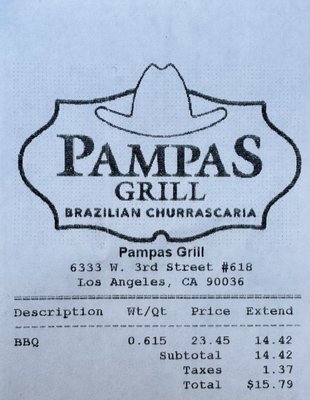 PAMPAS
GRILL
BRAZILIAN CHURRASCARIA
Pampas Grill
6333 W. 3rd Street #618
Los Angeles, CA 90036
Description Wt/Qt Price Extend
BBQ 0.615 23.45 14.42
Subtotal 14.42
Taxes 1.37
Total $15.79